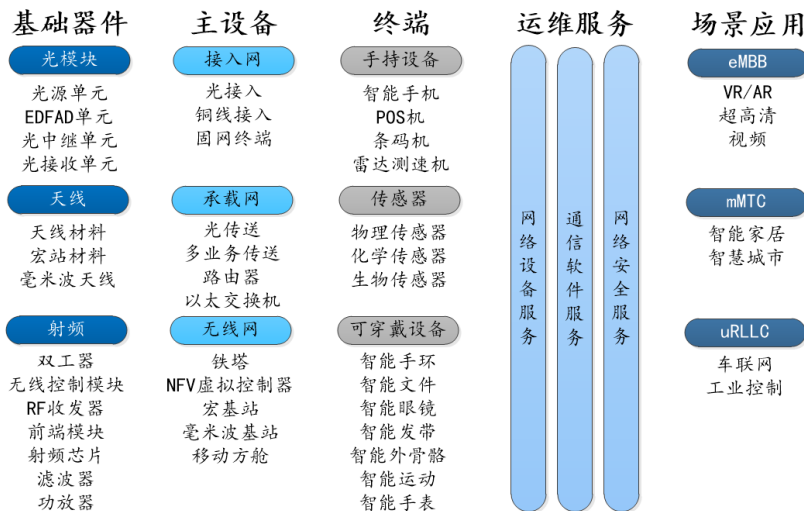 基础器件
光模块
光源单元
EDFAD单元
光中继单元
光接收单元
天线
天线材料
宏站材料
毫米波天线
射频
双工器
无线控制模块
RF收发器
前端模块
射频芯片
滤波器
功放器
主设备
接入网
光接入
铜线接入
固网终端
承载网
光传送
多业务传送
路由器
以太交换机
无线网
铁塔
NFV虚拟控制器
宏基站
毫米波基站
移动方舱
终端
手持设备
智能手机
POS机
条码机
雷达测速机
传感器
物理传感器
化学传感器
生物传感器
可穿戴设备
智能手环
智能文件
智能眼镜
智能发带
智能外骨骼
智能运动
智能手表
运维服务
网络设备服务
通信软件服务
网络安全服务
场景应用
eMBB
VR/AR
超高清
视频
mMTC
智能家居
智慧城市
uRLLC
车联网
工业控制